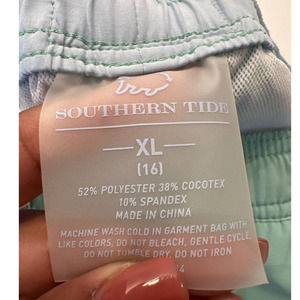 SOUTHERN TIDE
XL
(16)
52% POLYESTER 38% COCOTEX
10% SPANDEX
MADE IN CHINA
MACHINE WASH COLD IN GARMENT BAG WITH
LIKE COLORS, DO NOT BLEACH, GENTLE CYCLE,
DO NOT TUMBLE DRY, DO NOT IRON